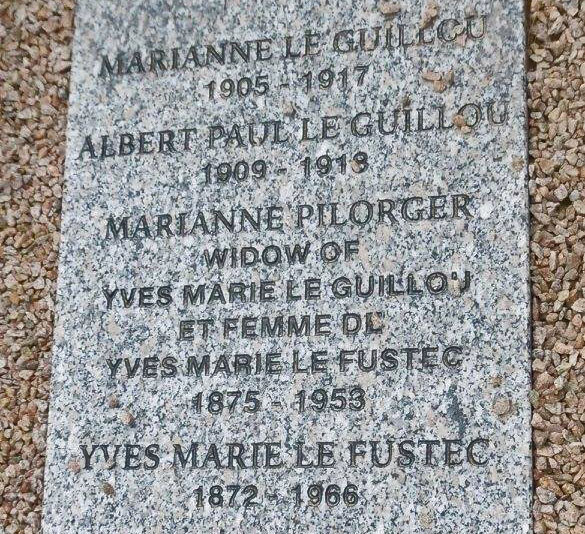 MARIANNE LE GUILLOU
1905 - 1917
ALBERT PAUL LE GUILLOU
1909 - 1913
MARIANNE PILORGER
WIDOW OF
YVES MARIE LE GUILLOU
ET FEMME DE
YVES MARIE LE FUSTEC
1875 - 1953
YVES MARIE LE FUSTEC
1872 - 1966